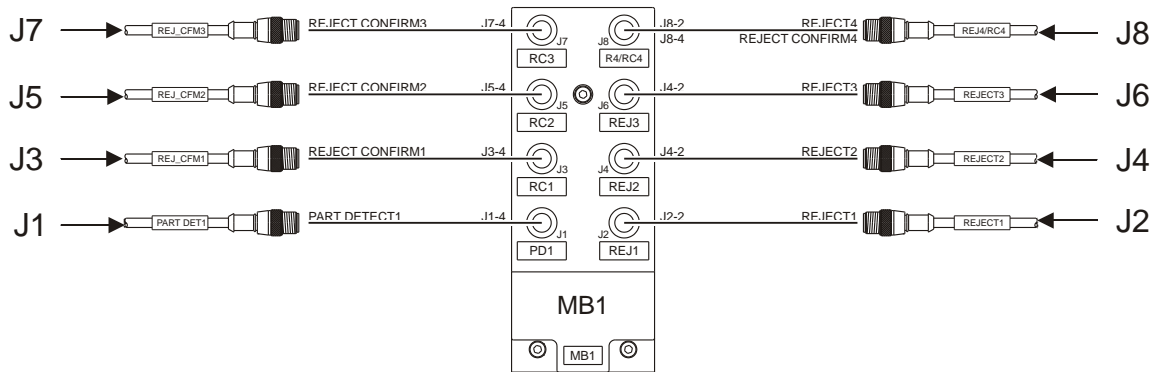 J7 REJ_CFM3 REJECT CONFIRM3 J7-4 J7 J8 J8-2 REJECT4 REJ4/RC4 J8
RC3 R4/RC4 J8-4 REJECT CONFIRM4
J5 REJ_CFM2 REJECT CONFIRM2 J5-4 J5 J6 J4-2 REJECT3 REJECT3 J6
RC2 REJ3
J3 REJ_CFM1 REJECT CONFIRM1 J3-4 J3 J4 J4-2 REJECT2 REJECT2 J4
RC1 REJ2
J1 PART DET1 PART DETECT1 J1-4 J1 J2 J2-2 REJECT1 REJECT1 J2
PD1 REJ1
MB1
MB1